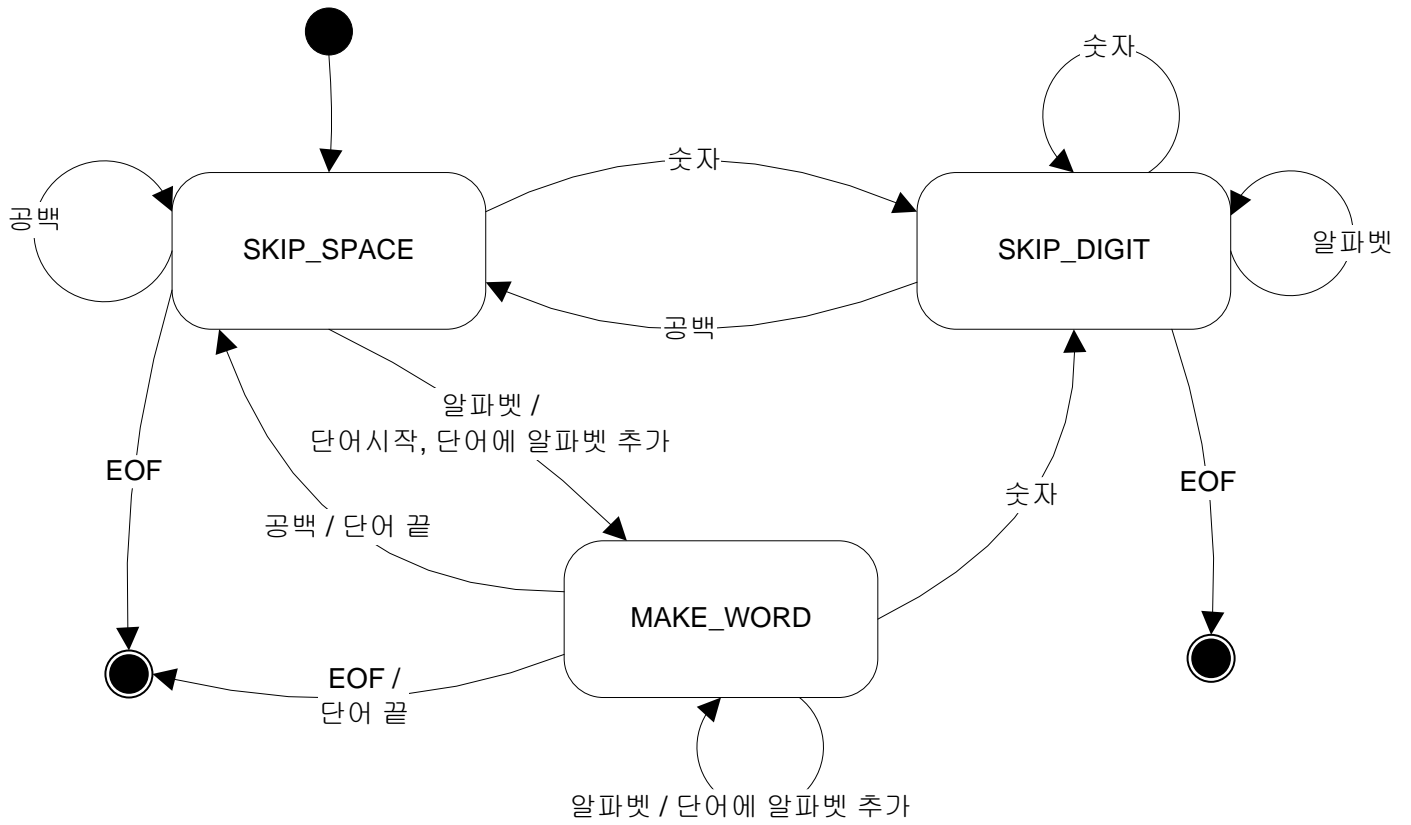 숫자
숫자
공백
SKIP_SPACE
SKIP_DIGIT
알파벳
공백
알파벳 /
단어시작, 단어에 알파벳 추가
EOF
EOF
숫자
공백 / 단어 끝
MAKE_WORD
EOF /
단어 끝
알파벳 / 단어에 알파벳 추가